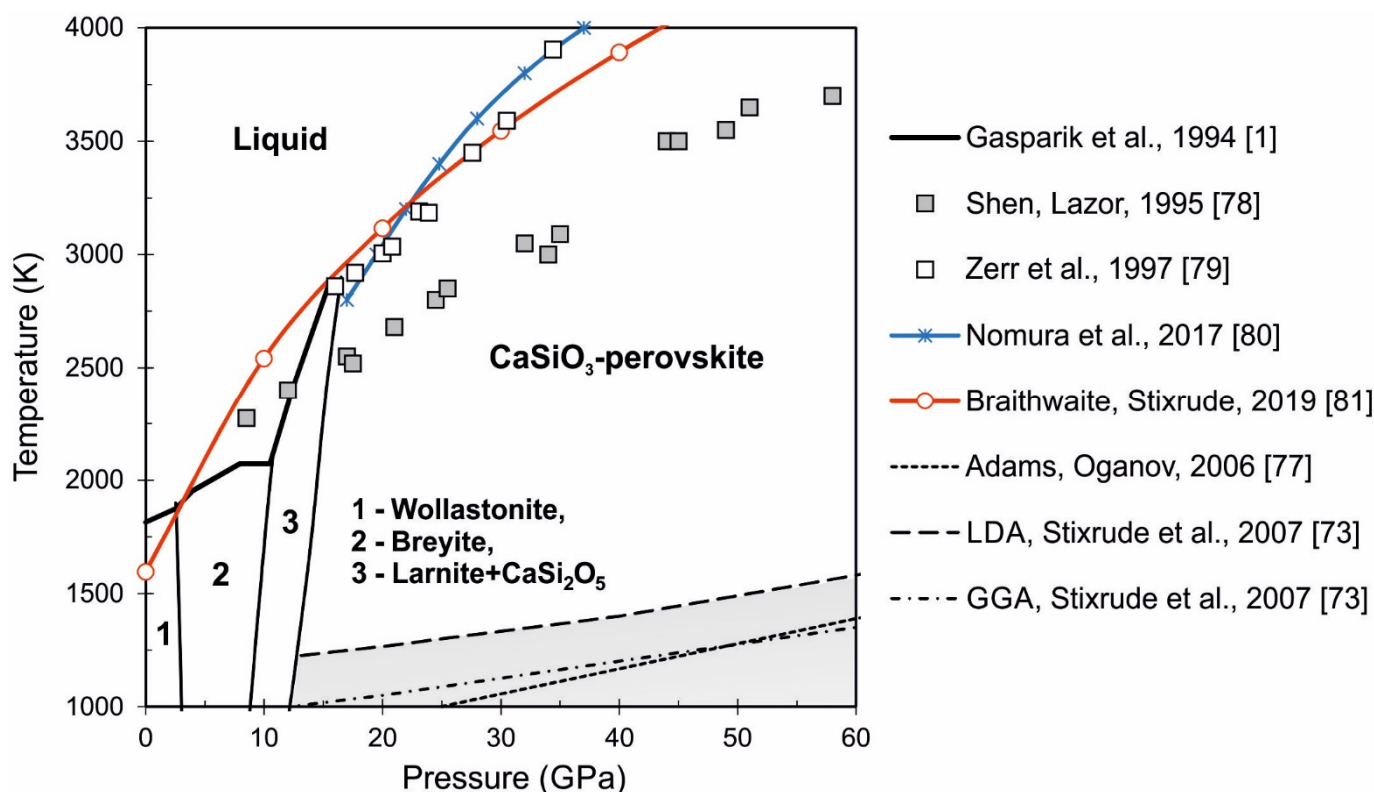 4000
3500
3000
2500
2000
1500
1000
Temperature (K)
0
10
20
30
40
50
60
Pressure (GPa)
Liquid
CaSiO₃-perovskite
1
2
3
1 - Wollastonite,
2 - Breyite,
3 - Larnite+CaSi₂O₅
Gasparik et al., 1994 [1]
Shen, Lazor, 1995 [78]
Zerr et al., 1997 [79]
Nomura et al., 2017 [80]
Braithwaite, Stixrude, 2019 [81]
Adams, Oganov, 2006 [77]
LDA, Stixrude et al., 2007 [73]
GGA, Stixrude et al., 2007 [73]